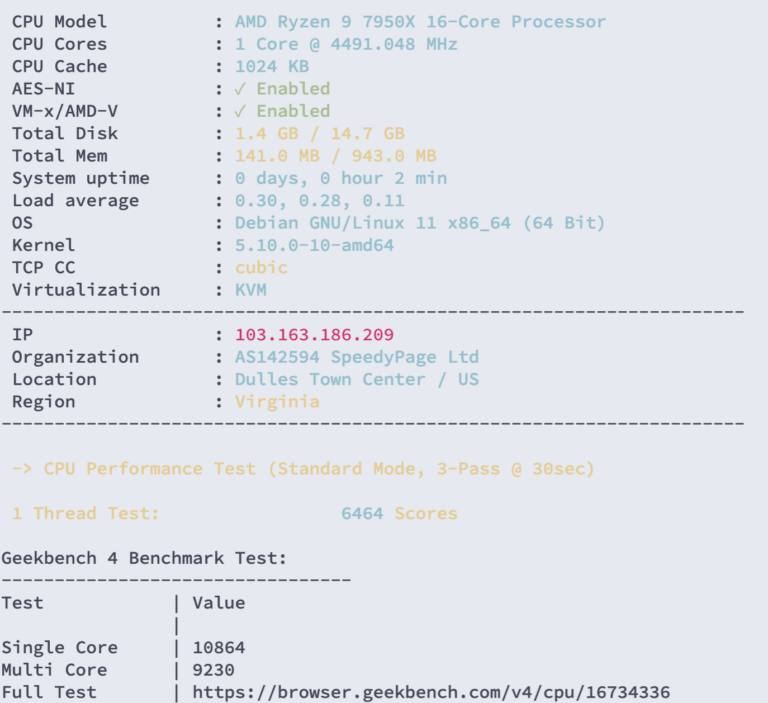 CPU Model : AMD Ryzen 9 7950X 16-Core Processor
CPU Cores : 1 Core @ 4491.048 MHz
CPU Cache : 1024 KB
AES-NI : ✓ Enabled
VM-x/AMD-V : ✓ Enabled
Total Disk : 1.4 GB / 14.7 GB
Total Mem : 141.0 MB / 943.0 MB
System uptime : 0 days, 0 hour 2 min
Load average : 0.30, 0.28, 0.11
OS : Debian GNU/Linux 11 x86_64 (64 Bit)
Kernel : 5.10.0-10-amd64
TCP CC : cubic
Virtualization : KVM
----------------------------------------------------------------------
IP : 103.163.186.209
Organization : AS142594 SpeedyPage Ltd
Location : Dulles Town Center / US
Region : Virginia
----------------------------------------------------------------------
-> CPU Performance Test (Standard Mode, 3-Pass @ 30sec)
1 Thread Test: 6464 Scores
Geekbench 4 Benchmark Test:
---------------------------------
Test | Value
|
Single Core | 10864
Multi Core | 9230
Full Test | https://browser.geekbench.com/v4/cpu/16734336